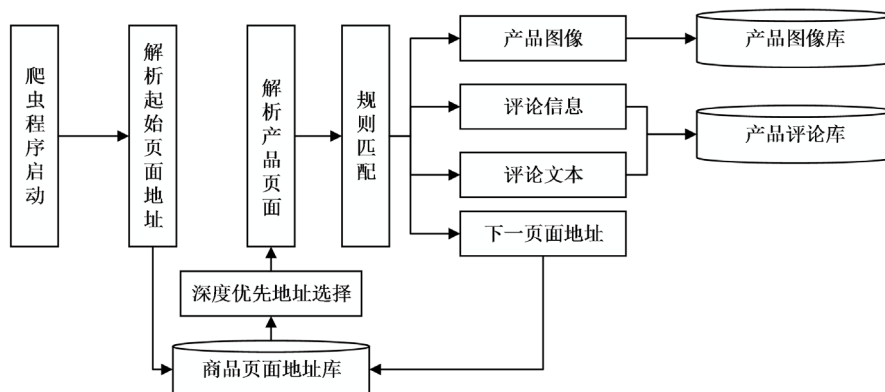 爬虫程序启动
解析起始页面地址
解析产品页面
规则匹配
产品图像
产品图像库
评论信息
评论文本
产品评论库
下一页面地址
深度优先地址选择
商品页面地址库